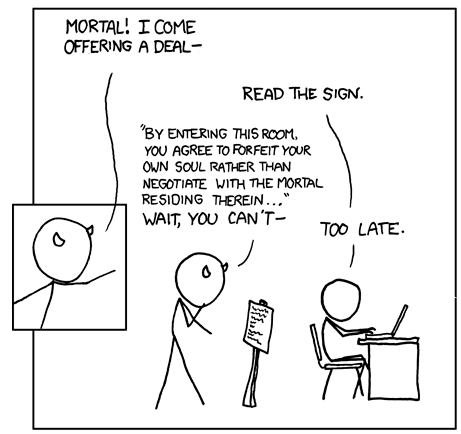 MORTAL! I COME
OFFERING A DEAL—
READ THE SIGN.
"BY ENTERING THIS ROOM,
YOU AGREE TO FORFEIT YOUR
OWN SOUL RATHER THAN
NEGOTIATE WITH THE MORTAL
RESIDING THEREIN..."
WAIT, YOU CAN'T—
TOO LATE.